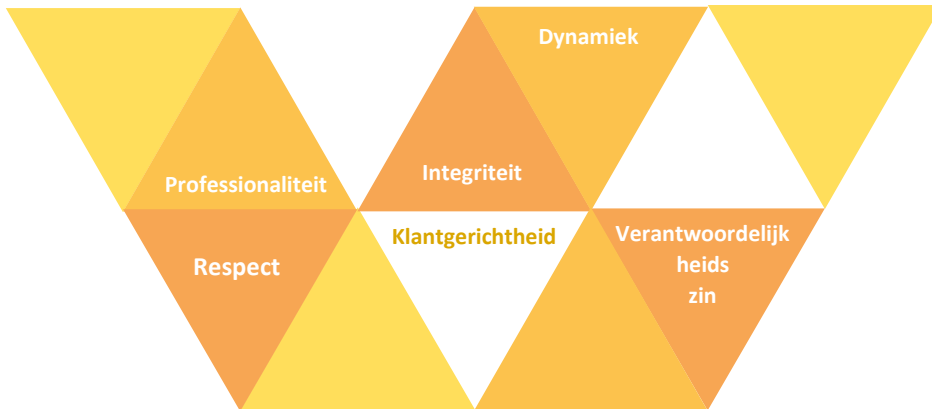 Dynamiek
Professionaliteit
Integriteit
Klantgerichtheid
Verantwoordelijk
heids
zin
Respect